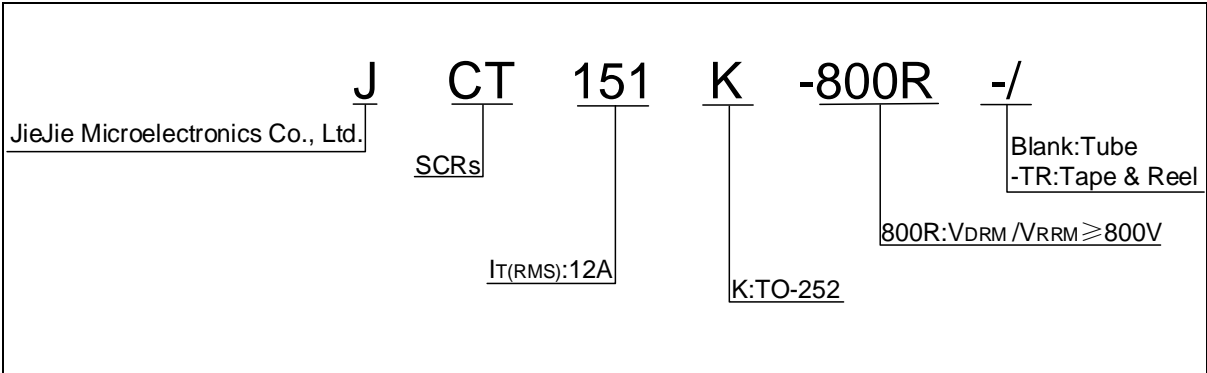 J CT 151 K -800R -/
JieJie Microelectronics Co., Ltd.
Blank:Tube
SCRs
-TR:Tape & Reel
800R:VDRM /VRRM≥800V
IT(RMS):12A
K:TO-252